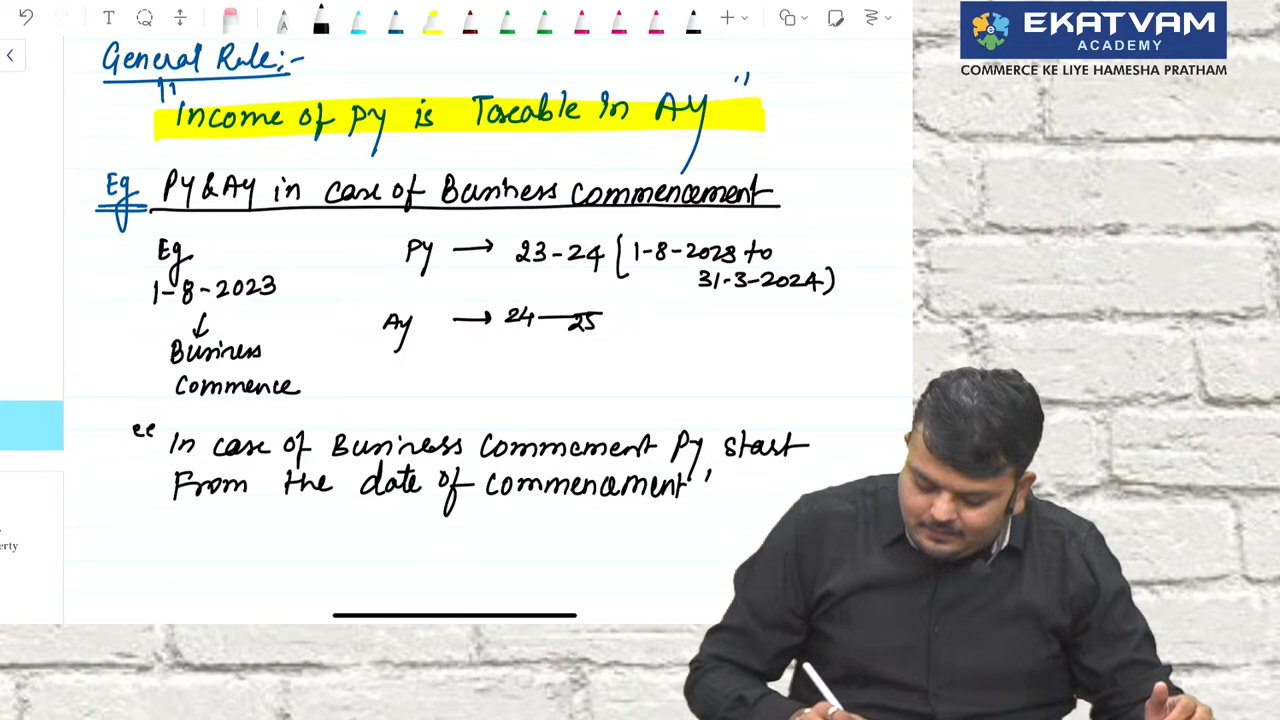 EKATVAM
ACADEMY
COMMERCE KE LIYE HAMESHA PRATHAM
General Rule:-
"Income of Py is Taxable in Ay"
Eg PY & AY in case of Business commencement
Eg
1-8-2023
↓
Business
Commence
Py → 23-24 (1-8-2023 to
31-3-2024)
Ay → 24-25
"In case of Business Commement Py start
From the date of commencement"
erty